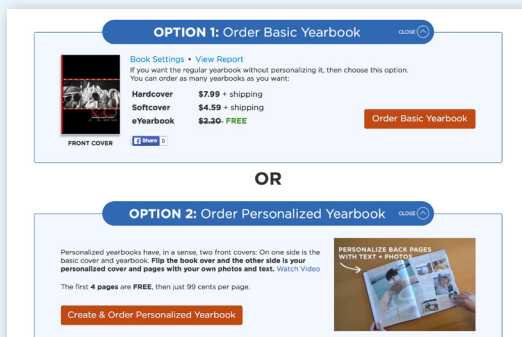 OPTION 1: Order Basic Yearbook
CLOSE
Book Settings • View Report
If you want the regular yearbook without personalizing it, then choose this option.
You can order as many yearbooks as you want:
Hardcover $7.99 + shipping
Softcover $4.59 + shipping
eYearbook $2.20 FREE
Order Basic Yearbook
FRONT COVER
f Share 0
OR
OPTION 2: Order Personalized Yearbook
CLOSE
Personalized yearbooks have, in a sense, two front covers: On one side is the
basic cover and yearbook. Flip the book over and the other side is your
personalized cover and pages with your own photos and text. Watch Video
The first 4 pages are FREE, then just 99 cents per page.
Create & Order Personalized Yearbook
PERSONALIZE BACK PAGES
WITH TEXT + PHOTOS